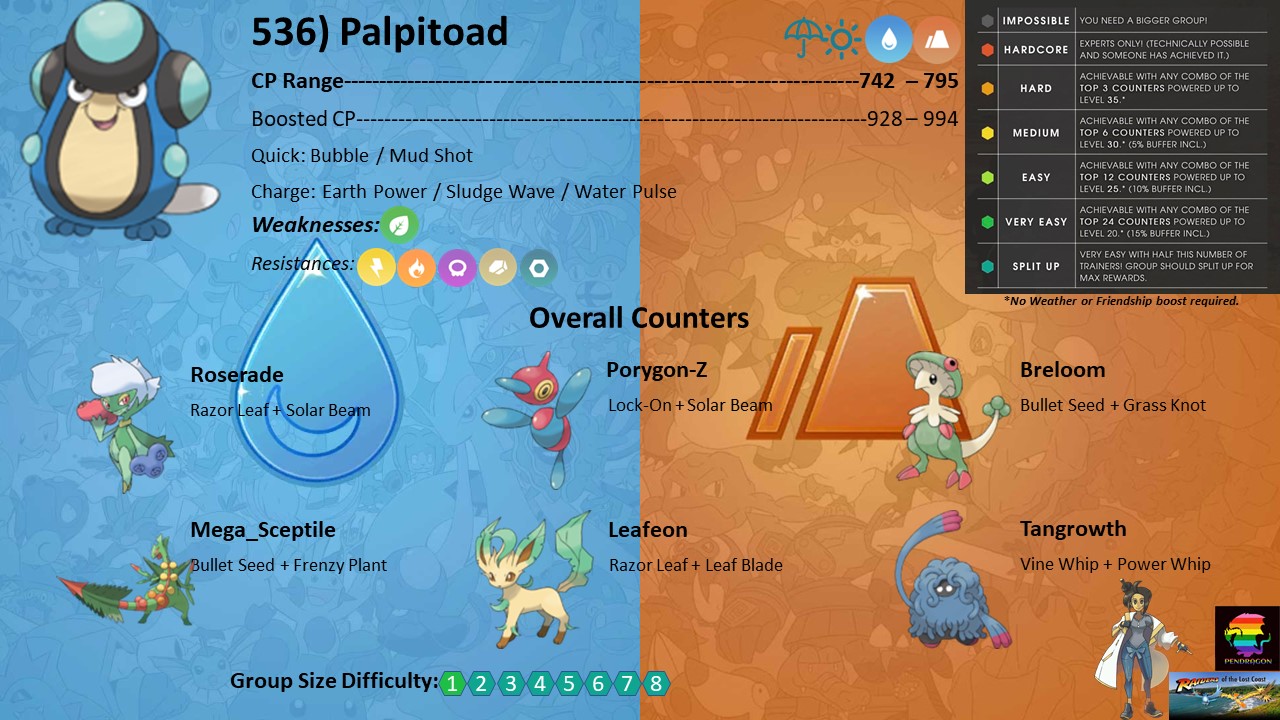 536) Palpitoad
CP Range-----------------------------------------------------------------------742 – 795
Boosted CP-----------------------------------------------------------------------928 – 994
Quick: Bubble / Mud Shot
Charge: Earth Power / Sludge Wave / Water Pulse
Weaknesses:
Resistances:
IMPOSSIBLE YOU NEED A BIGGER GROUP!
HARDCORE EXPERTS ONLY! (TECHNICALLY POSSIBLE
AND SOMEONE HAS ACHIEVED IT.)
HARD ACHIEVABLE WITH ANY COMBO OF THE
TOP 3 COUNTERS POWERED UP TO
LEVEL 35.*
MEDIUM ACHIEVABLE WITH ANY COMBO OF THE
TOP 6 COUNTERS POWERED UP TO
LEVEL 30.* (5% BUFFER INCL.)
EASY ACHIEVABLE WITH ANY COMBO OF THE
TOP 12 COUNTERS POWERED UP TO
LEVEL 25.* (10% BUFFER INCL.)
VERY EASY ACHIEVABLE WITH ANY COMBO OF THE
TOP 24 COUNTERS POWERED UP TO
LEVEL 20.* (15% BUFFER INCL.)
SPLIT UP VERY EASY WITH HALF THIS NUMBER OF
TRAINERS! GROUP SHOULD SPLIT UP FOR
MAX REWARDS.
*No Weather or Friendship boost required.
Overall Counters
Roserade
Razor Leaf + Solar Beam
Porygon-Z
Lock-On + Solar Beam
Breloom
Bullet Seed + Grass Knot
Mega_Sceptile
Bullet Seed + Frenzy Plant
Leafeon
Razor Leaf + Leaf Blade
Tangrowth
Vine Whip + Power Whip
Group Size Difficulty: 1 2 3 4 5 6 7 8
PENDRAGON
RAIDERS of the Lost Coast